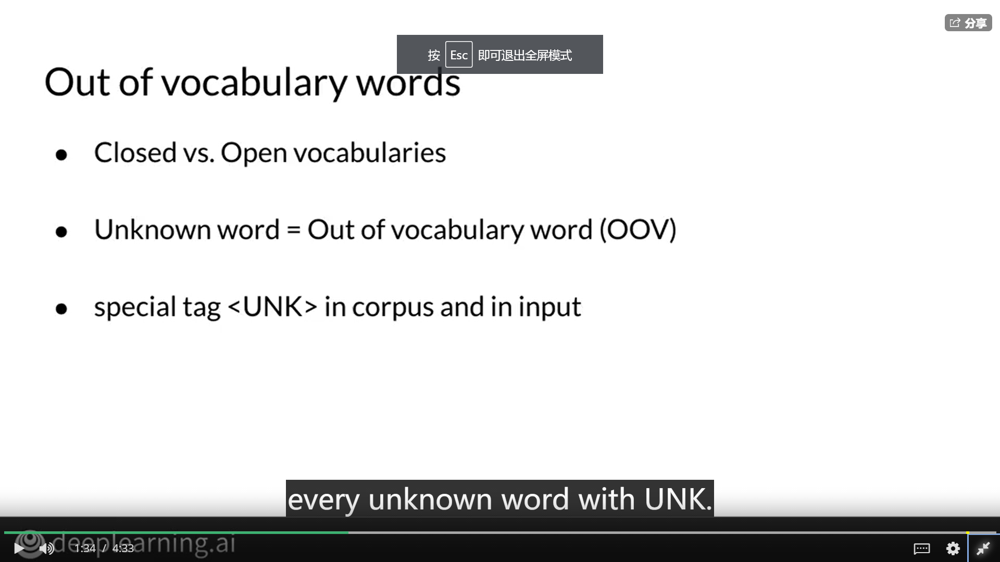 分享
按 Esc 即可退出全屏模式
Out of vocabulary words
● Closed vs. Open vocabularies
● Unknown word = Out of vocabulary word (OOV)
● special tag <UNK> in corpus and in input
every unknown word with UNK.
deeplearning.ai
1:34 / 4:33